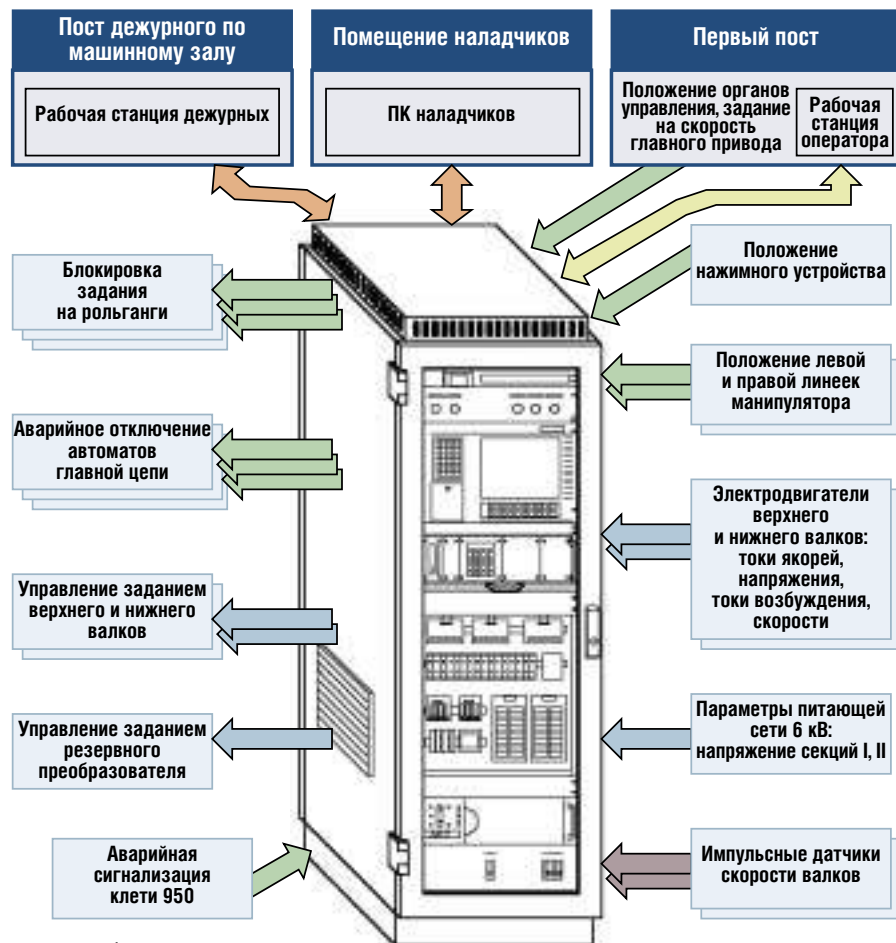 Пост дежурного по
машинному залу
Рабочая станция дежурных
Помещение наладчиков
ПК наладчиков
Первый пост
Положение органов
управления, задание
на скорость
главного привода
Рабочая
станция
оператора
Блокировка
задания
на рольганги
Аварийное отключение
автоматов
главной цепи
Управление заданием
верхнего и нижнего
валков
Управление заданием
резервного
преобразователя
Аварийная
сигнализация
клети 950
Положение
нажимного устройства
Положение левой
и правой линеек
манипулятора
Электродвигатели
верхнего
и нижнего валков:
токи якорей,
напряжения,
токи возбуждения,
скорости
Параметры питающей
сети 6 кВ:
напряжение секций I, II
Импульсные датчики
скорости валков